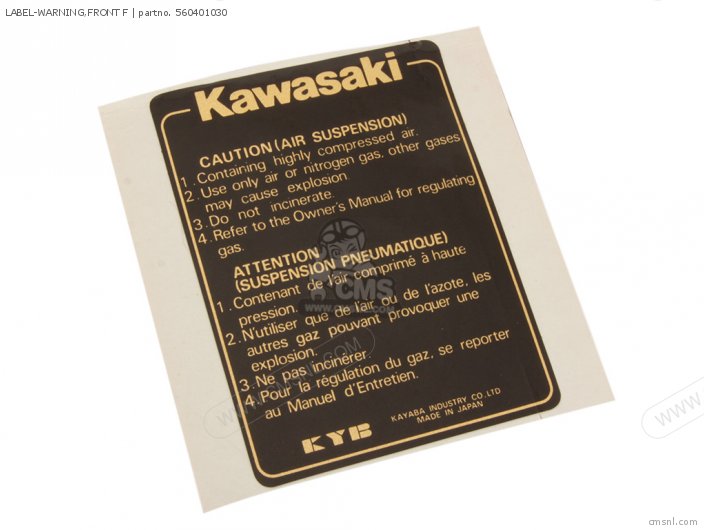 LABEL-WARNING,FRONT F | partno. 560401030
Kawasaki
CAUTION(AIR SUSPENSION)
1.Containing highly compressed air.
2.Use only air or nitrogen gas, other gases
may cause explosion
3.Do not incinerate.
4.Refer to the Owner's Manual for regulating
gas.
ATTENTION
(SUSPENSION PNEUMATIQUE)
1.Contenant de l'air comprimé à haute
pression.
2.N'utiliser que de l'air ou de l'azote, les
autres gaz pouvant provoquer une
explosion.
3.Ne pas incinérer.
4.Pour la régulation du gaz, se reporter
au Manuel d'Entretien.
KYB
KAYABA INDUSTRY CO.,LTD
MADE IN JAPAN
CMS
WWW.CMSNL.COM
WWW.
cmsnl.com